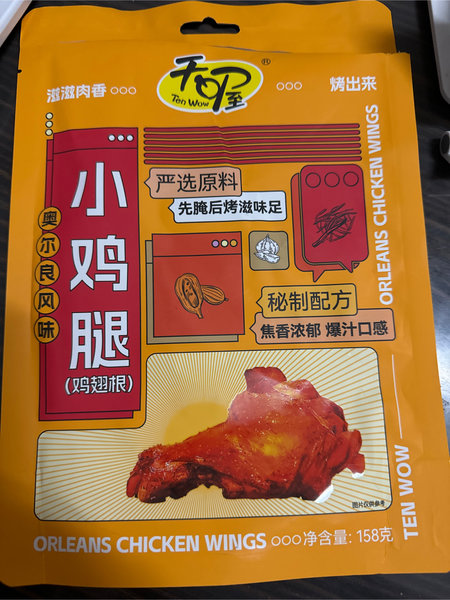 天卩屋
®
Ten Wow
滋滋肉香
烤出来
小鸡腿
(鸡翅根)
奥尔良风味
严选原料
先腌后烤滋味足
秘制配方
焦香浓郁 爆汁口感
ORLEANS CHICKEN WINGS
TEN WOW
图片仅供参考
ORLEANS CHICKEN WINGS
净含量: 158克